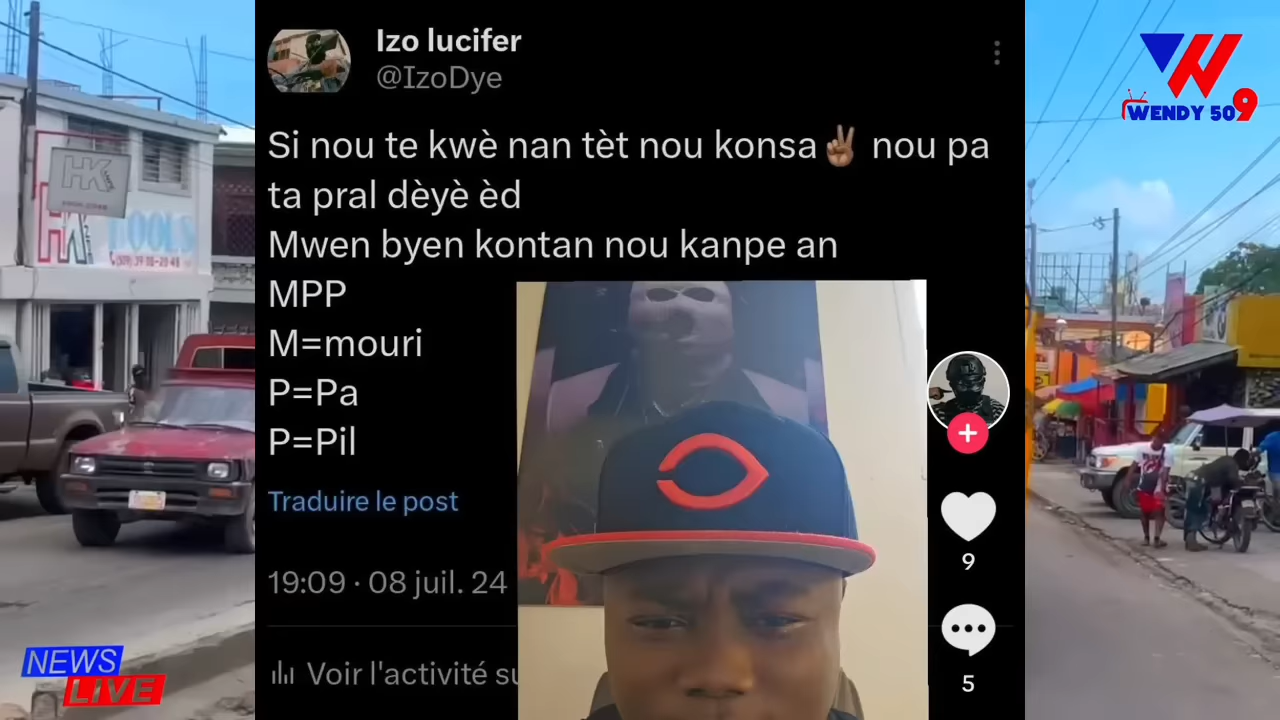 Izo lucifer
@IzoDye
Si nou te kwè nan tèt nou konsa✌🏾 nou pa
ta pral dèyè èd
Mwen byen kontan nou kanpe an
MPP
M=mouri
P=Pa
P=Pil
Traduire le post
19:09 · 08 juil. 24
Voir l'activité su
9
5
WENDY 509
HK
HK
TOOLS
NEWS
LIVE